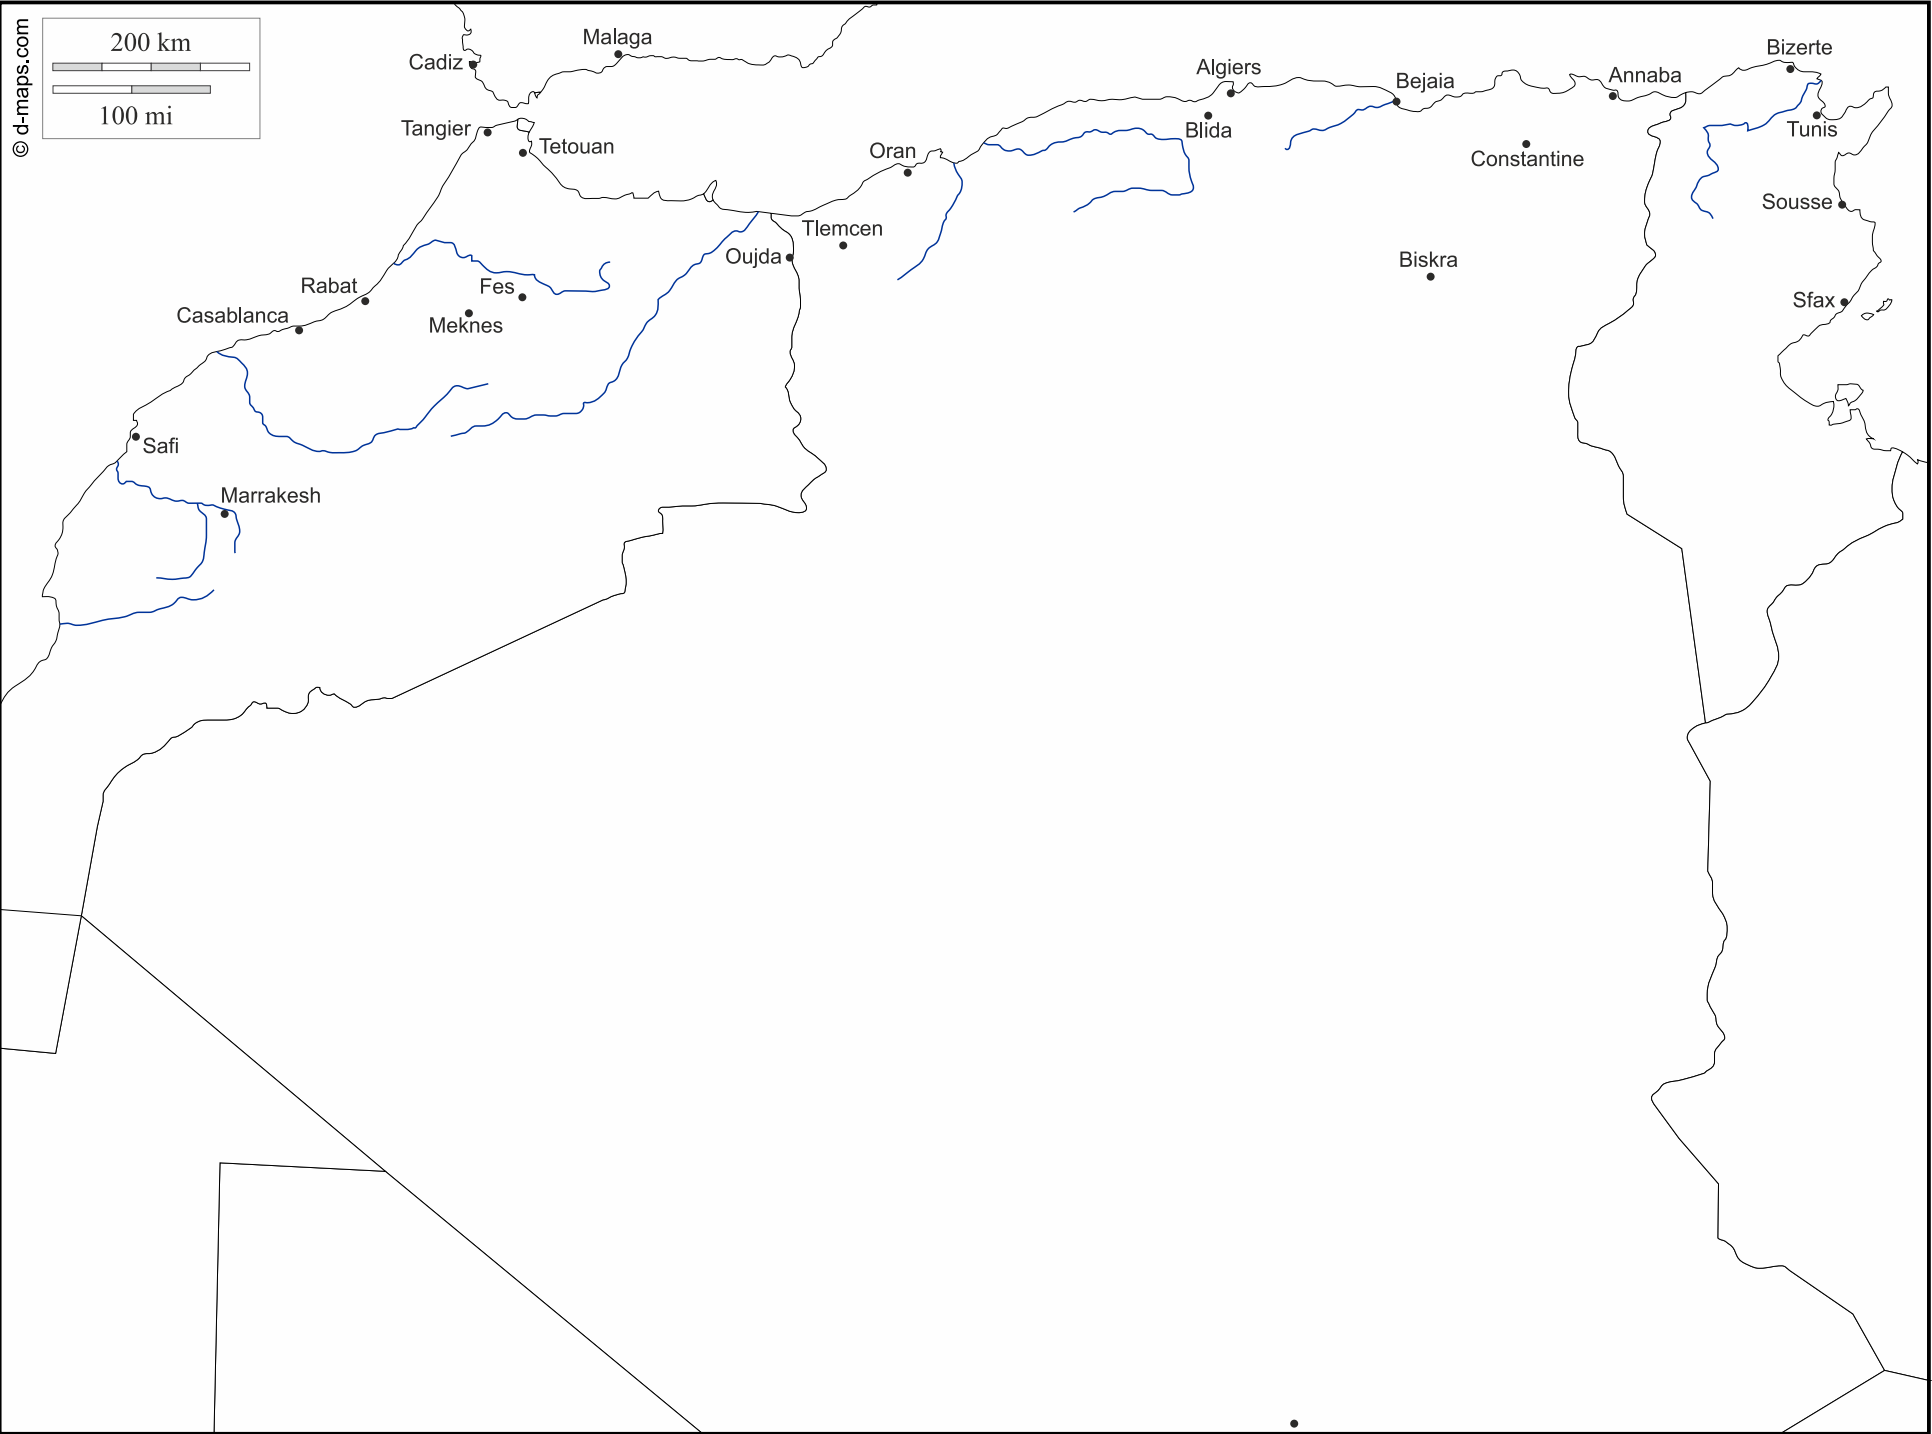 © d-maps.com
200 km
100 mi
Malaga
Cadiz
Bizerte
Algiers
Annaba
Bejaia
Tangier
Tetouan
Blida
Tunis
Oran
Constantine
Sousse
Tlemcen
Oujda
Biskra
Rabat
Fes
Sfax
Casablanca
Meknes
Safi
Marrakesh